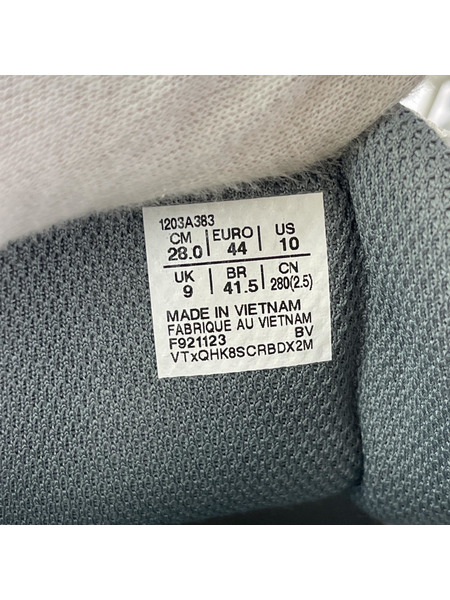 1203A383
CM | EURO | US
28.0 | 44 | 10
UK | BR | CN
9 | 41.5 | 280(2.5)
MADE IN VIETNAM
FABRIQUE AU VIETNAM
F921123 BV
VTxQHK8SCRBDX2M